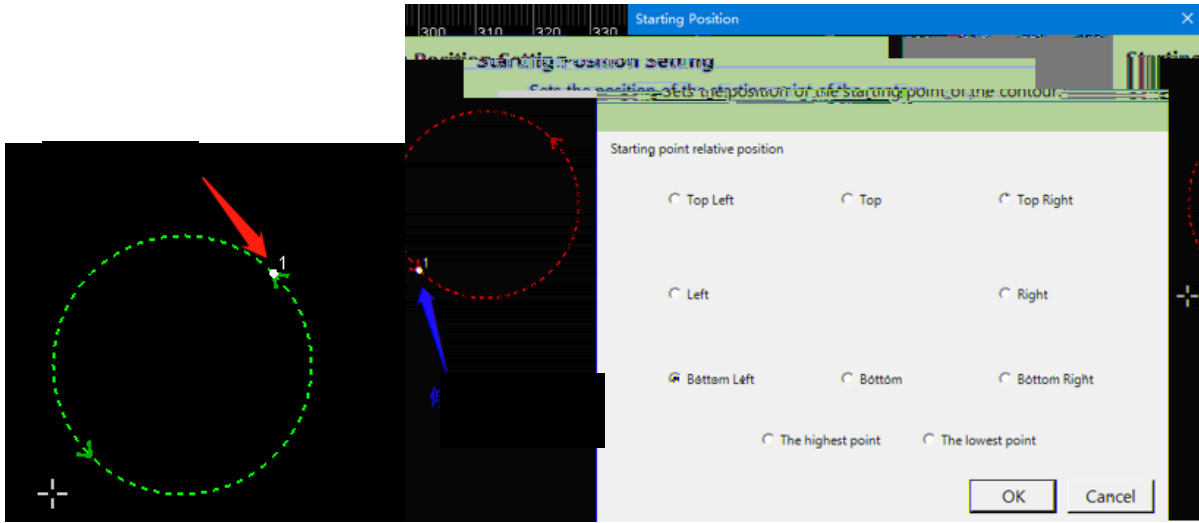 Starting Position
300 310 320 330
Starting Position Setting
Sets the position of the starting point of the contour.
Starting point relative position
Top Left
Top
Top Right
1
1
Left
Right
Bottom Left
Bottom
Bottom Right
The highest point
The lowest point
OK
Cancel